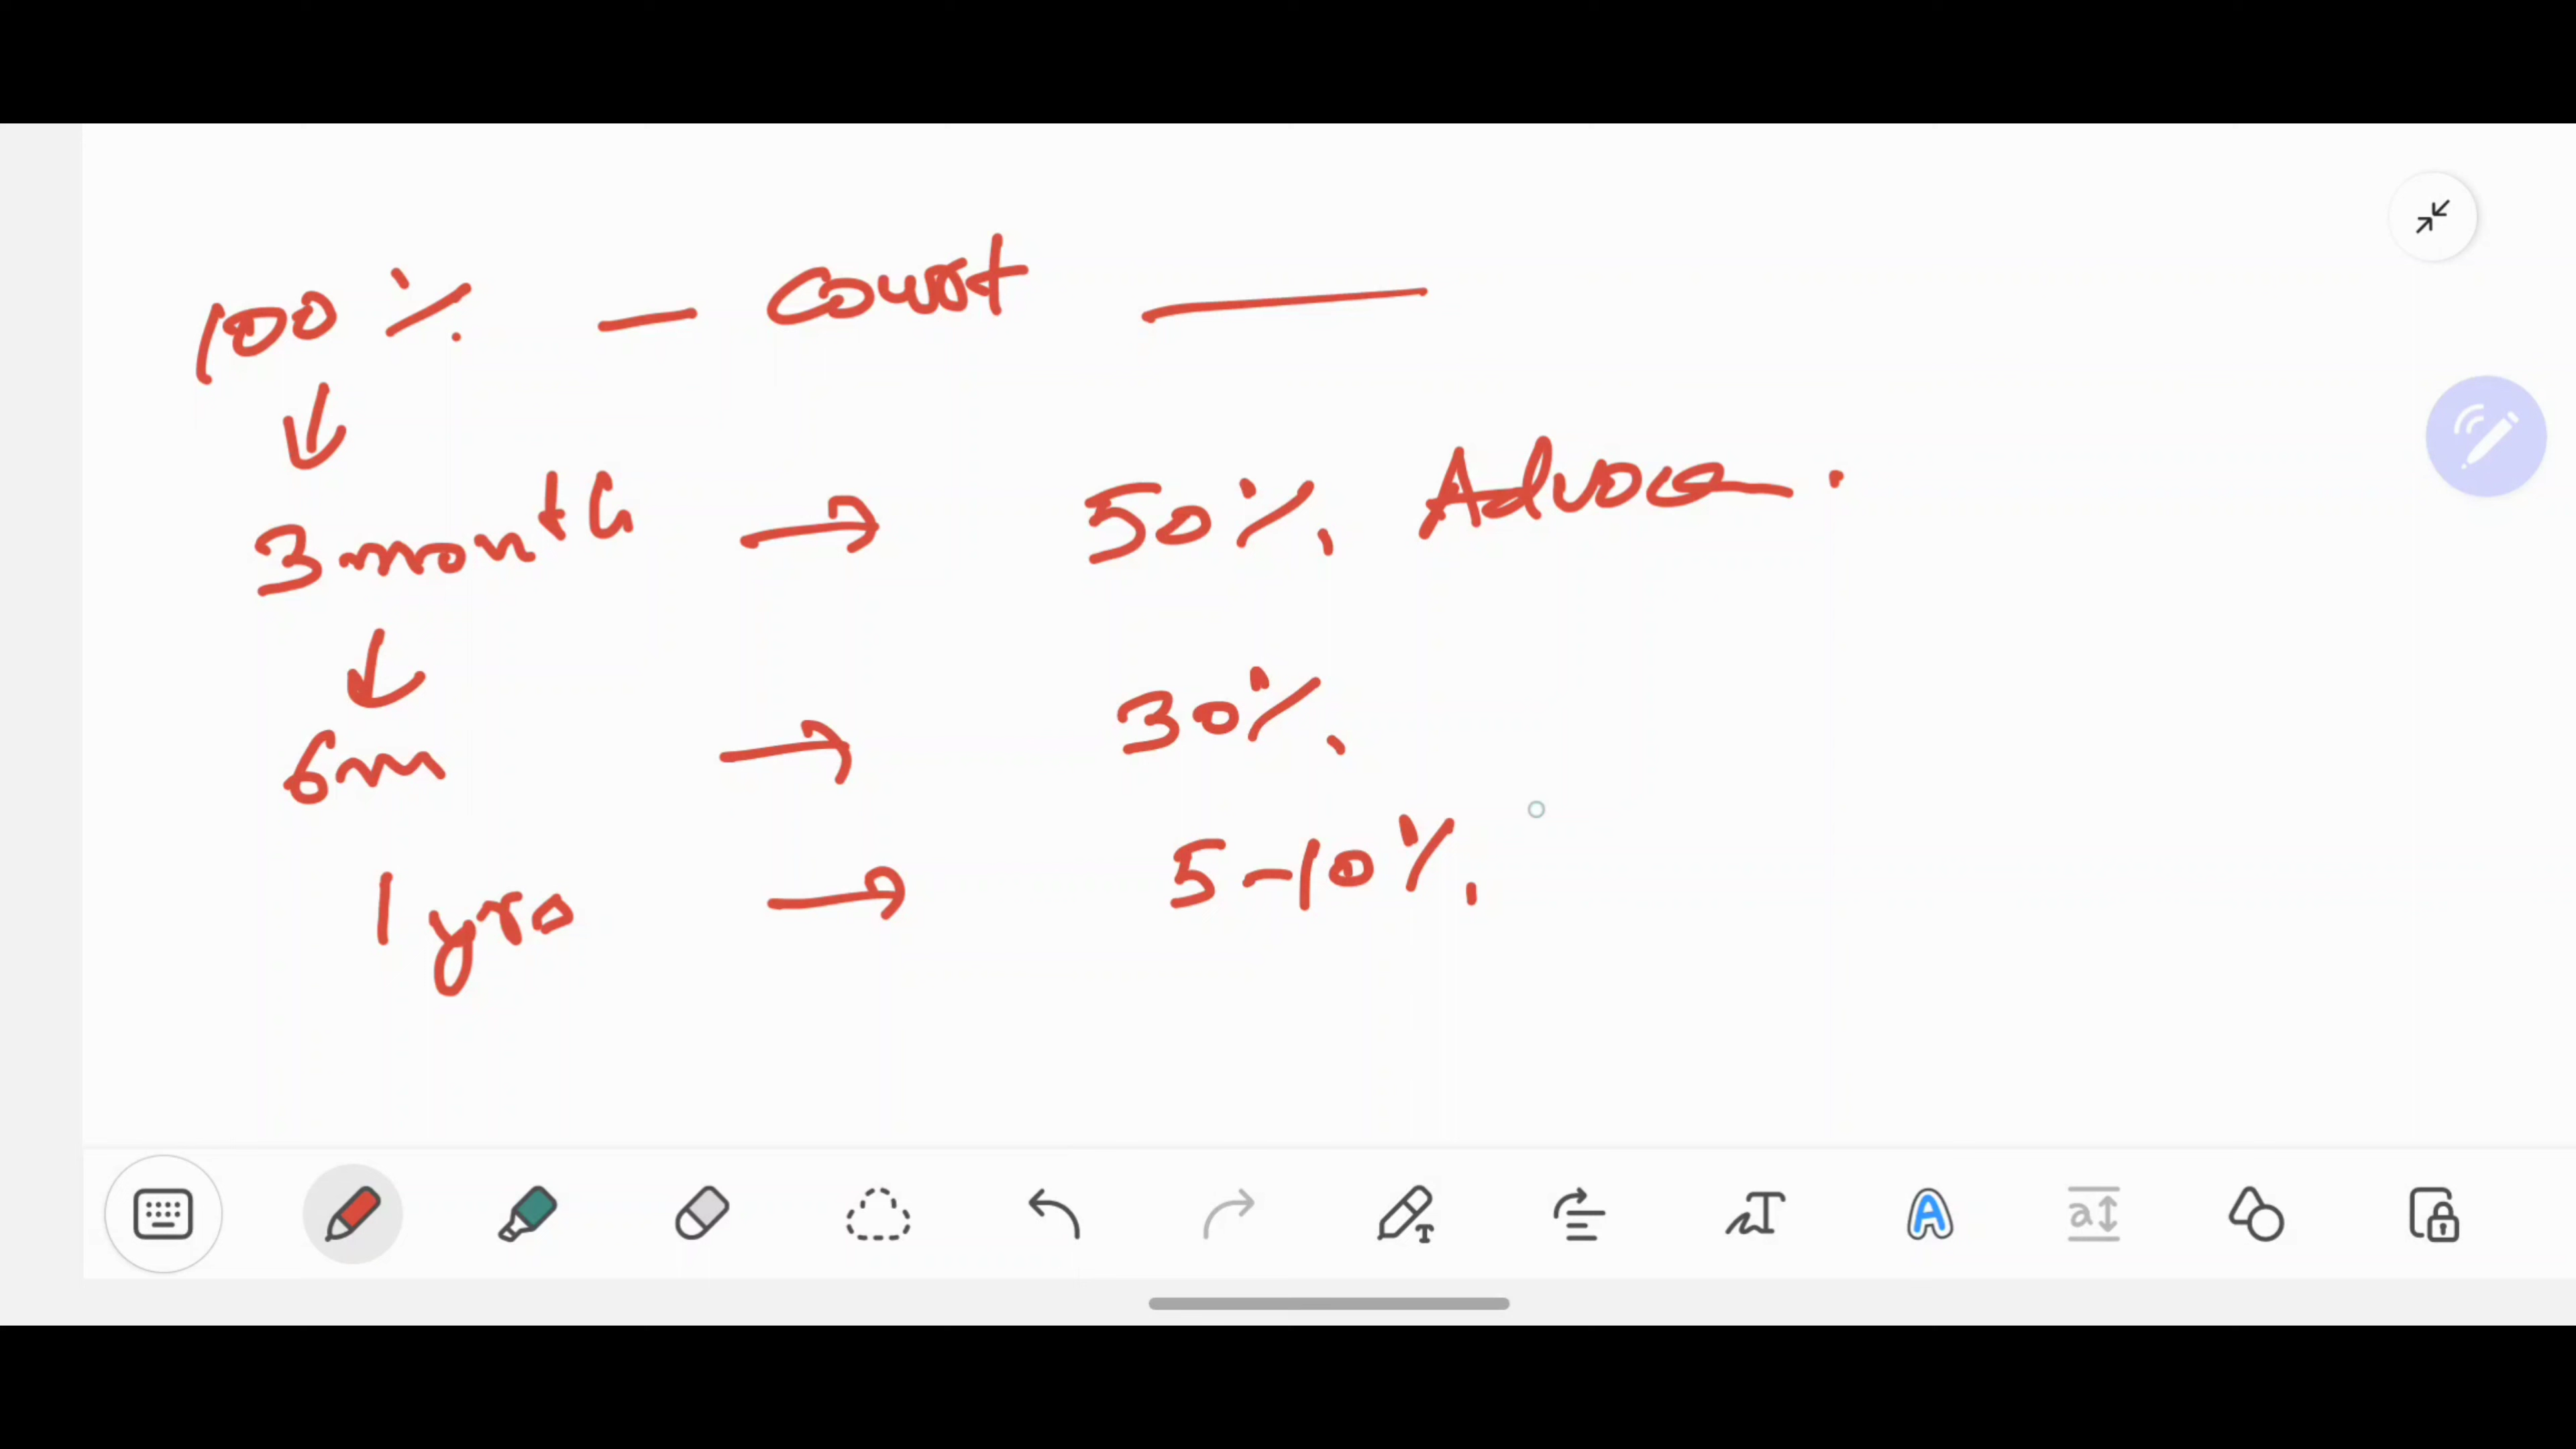 100% — Court —
↓
3 month → 50% Advoca.
↓
6m → 30%.
1 yrs → 5-10%.